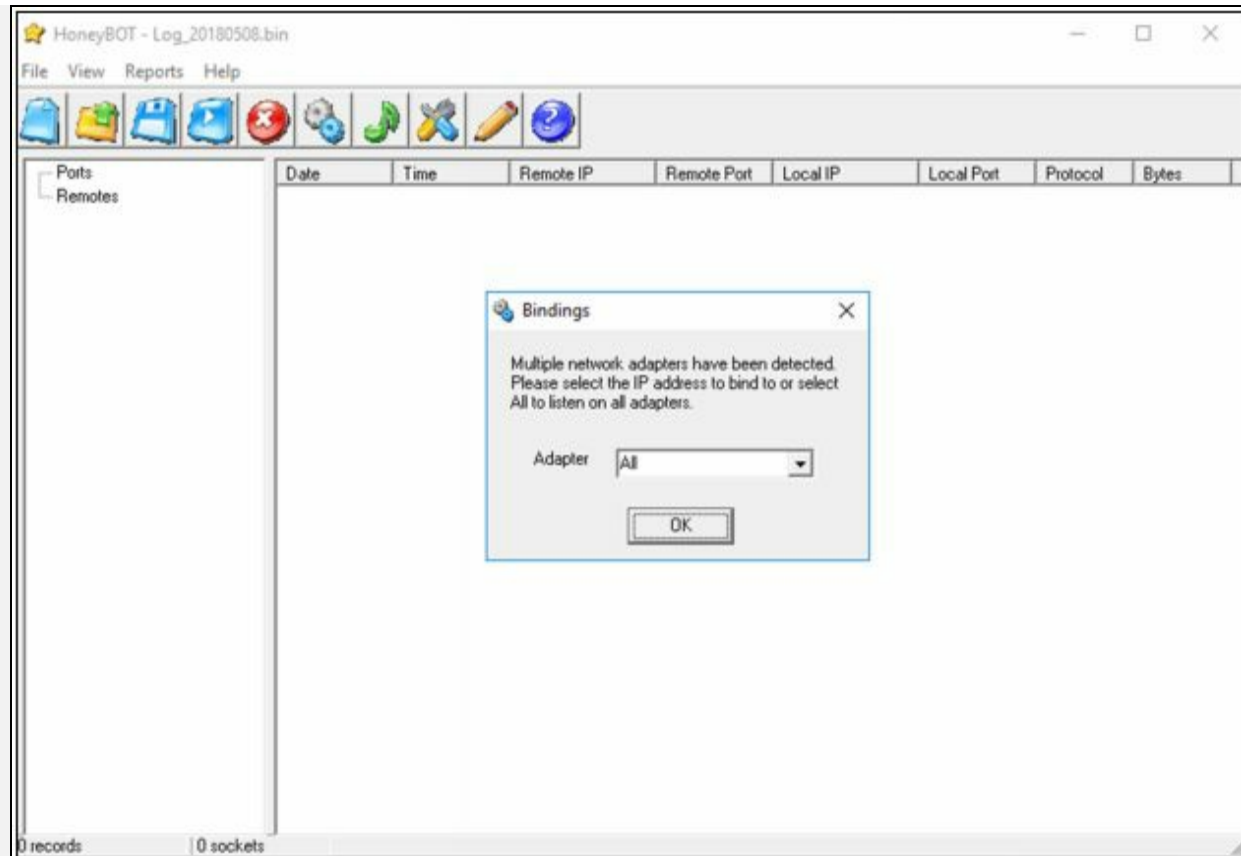 HoneyBOT - Log_20180508.bin
File View Reports Help
Ports
Remotes
Date Time Remote IP Remote Port Local IP Local Port Protocol Bytes
Bindings
Multiple network adapters have been detected.
Please select the IP address to bind to or select
All to listen on all adapters.
Adapter All
OK
0 records 0 sockets